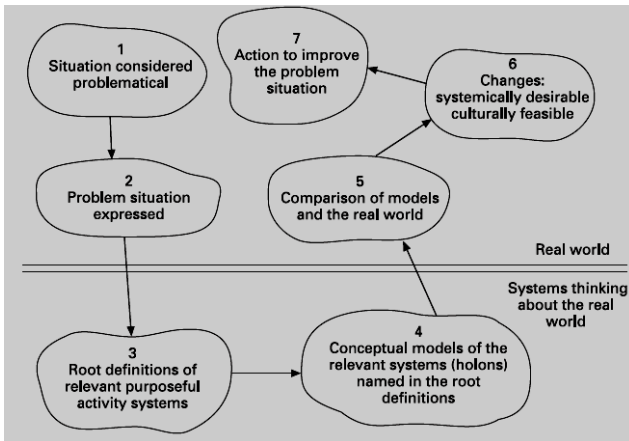 1
Situation considered
problematical
2
Problem situation
expressed
3
Root definitions of
relevant purposeful
activity systems
4
Conceptual models of the
relevant systems (holons)
named in the root
definitions
5
Comparison of models
and the real world
6
Changes:
systemically desirable
culturally feasible
7
Action to improve
the problem
situation
Real world
Systems thinking
about the real
world